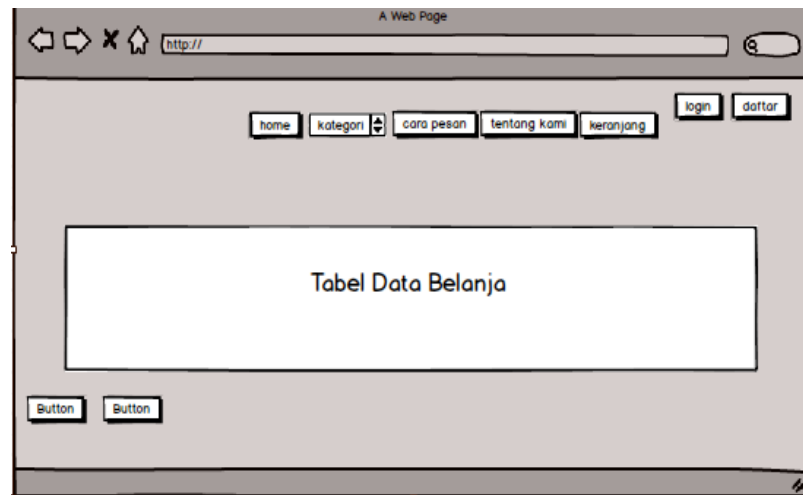 A Web Page
http://
login daftar
home kategori cara pesan tentang kami keranjang
Tabel Data Belanja
Button Button